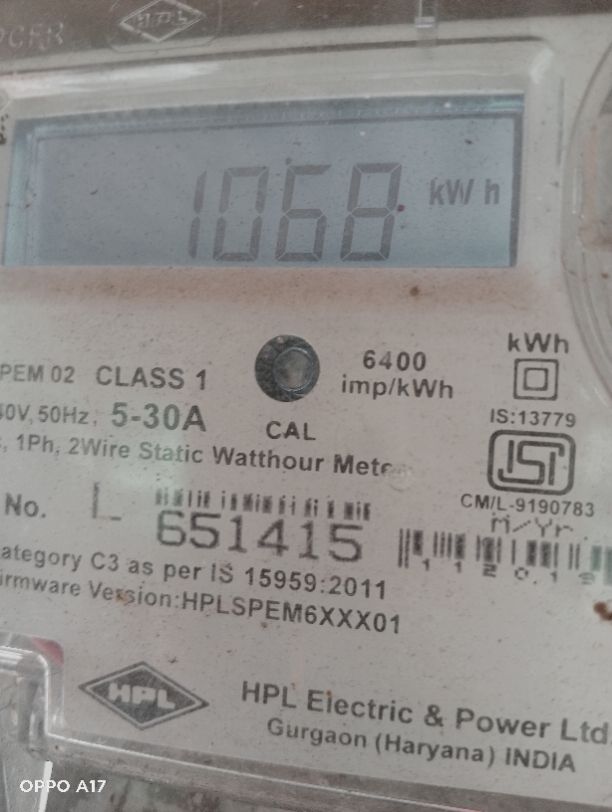 HPL
1068 kWh
kWh
PEM 02 CLASS 1
6400
imp/kWh
50Hz, 5-30A
CAL
IS:13779
1Ph, 2Wire Static Watthour
ISI
CM/L-9190783
No. L 651415
M/Yr.
ategory C3 as per IS 15959:2011
irmware Version:HPLSPEM6XXX01
HPL
HPL Electric & Power Ltd
Gurgaon (Haryana) INDIA
OPPO A17